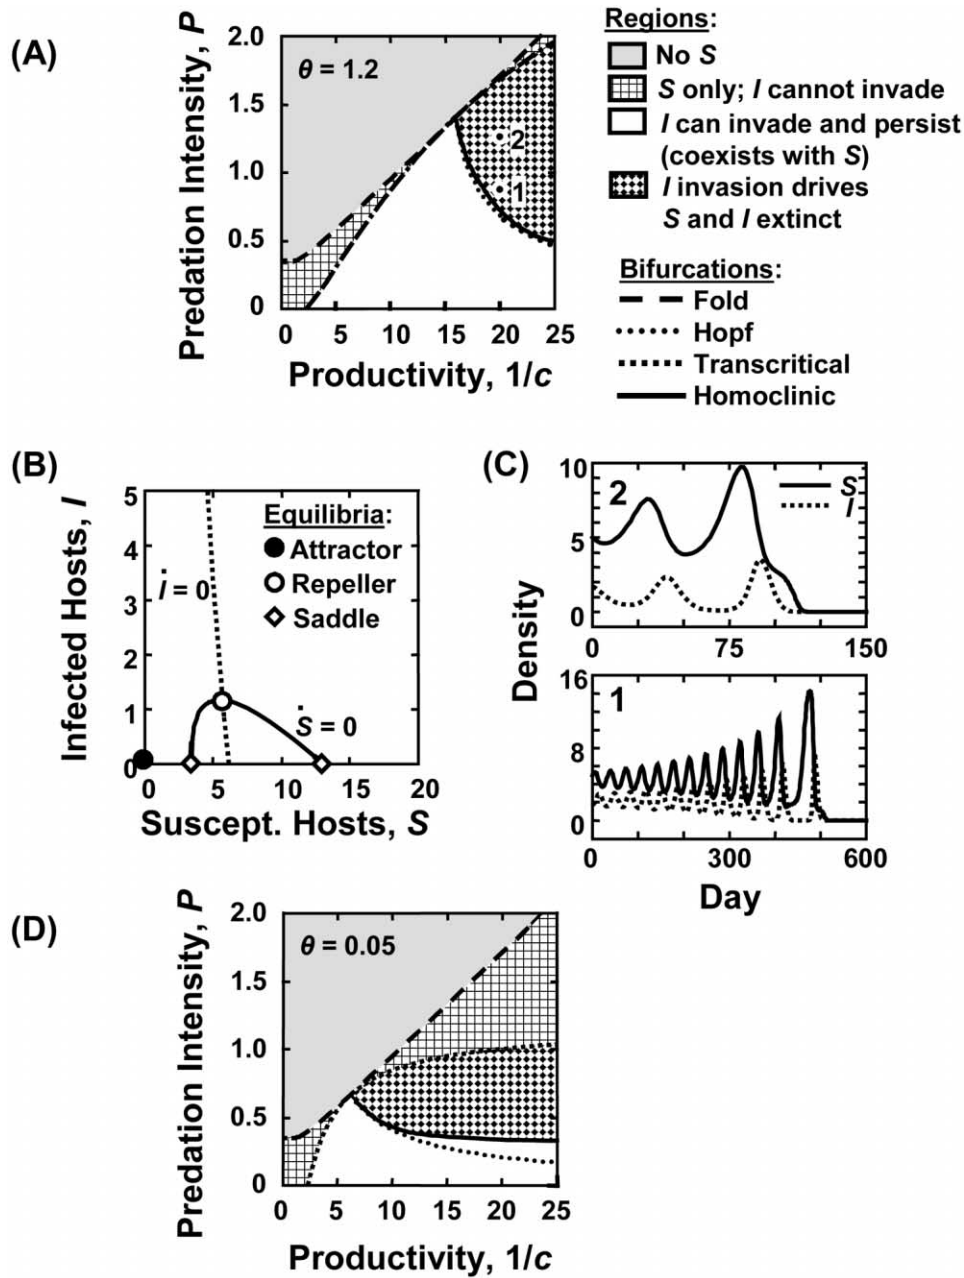 (A)
Predation Intensity, P
2.0
1.5
1.0
0.5
0
θ = 1.2
2
1
0 5 10 15 20 25
Productivity, 1/c
Regions:
No S
S only; I cannot invade
I can invade and persist
(coexists with S)
I invasion drives
S and I extinct
Bifurcations:
Fold
Hopf
Transcritical
Homoclinic
(B)
Infected Hosts, I
5
4
3
2
1
0
Equilibria:
Attractor
Repeller
Saddle
İ = 0
Ṡ = 0
0 5 10 15 20
Suscept. Hosts, S
(C)
Density
10
5
0
2
S
I
0 75 150
16
8
0
1
0 300 600
Day
(D)
Predation Intensity, P
2.0
1.5
1.0
0.5
0
θ = 0.05
0 5 10 15 20 25
Productivity, 1/c